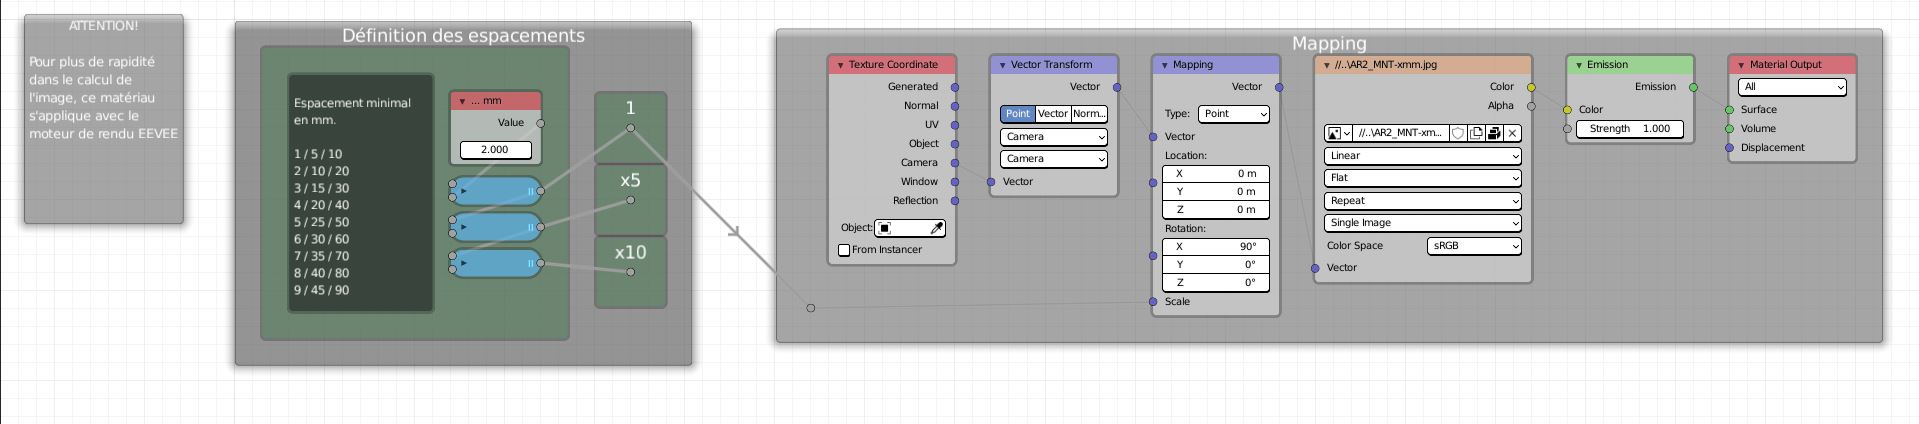 ATTENTION!
Pour plus de rapidité
dans le calcul de
l'image, ce matériau
s'applique avec le
moteur de rendu EEVEE
Définition des espacements
Espacement minimal
en mm.
1 / 5 / 10
2 / 10 / 20
3 / 15 / 30
4 / 20 / 40
5 / 25 / 50
6 / 30 / 60
7 / 35 / 70
8 / 40 / 80
9 / 45 / 90
... mm
Value
2.000
1
x5
x10
Mapping
Texture Coordinate
Generated
Normal
UV
Object
Camera
Window
Reflection
Object:
From Instancer
Vector Transform
Vector
Point Vector Norm...
Camera
Camera
Vector
Mapping
Vector
Type: Point
Vector
Location:
X 0 m
Y 0 m
Z 0 m
Rotation:
X 90°
Y 0°
Z 0°
Scale
//..\AR2_MNT-xmm.jpg
Color
Alpha
//..\AR2_MNT-xm...
Linear
Flat
Repeat
Single Image
Color Space sRGB
Vector
Emission
Emission
Color
Strength 1.000
Material Output
All
Surface
Volume
Displacement